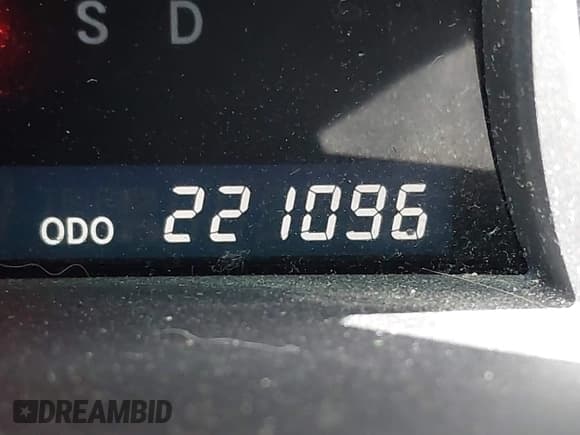 S D
ODO 221096
DREAMBID